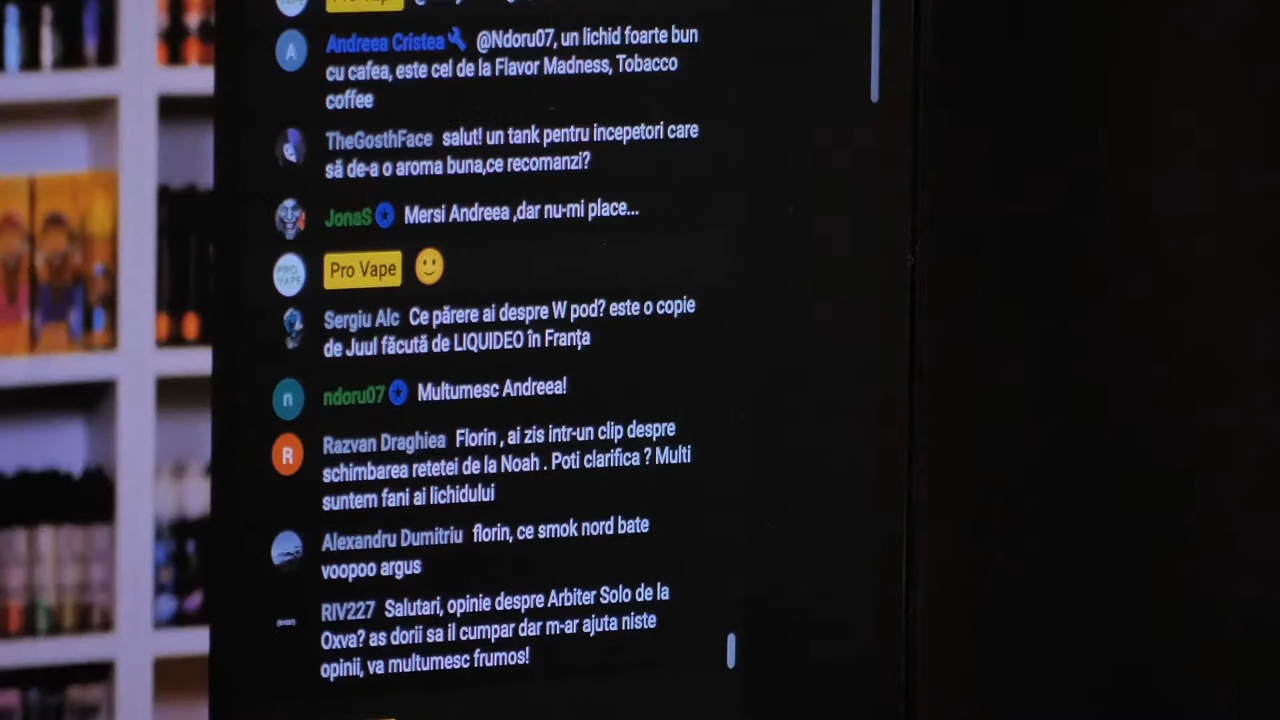 Pro Vape
Andreea Cristea @Ndoru07, un lichid foarte bun
cu cafea, este cel de la Flavor Madness, Tobacco
coffee
TheGosthFace salut! un tank pentru incepetori care
să de-a o aroma buna,ce recomanzi?
JonaS Mersi Andreea ,dar nu-mi place...
Pro Vape
Sergiu Alc Ce părere ai despre W pod? este o copie
de Juul făcută de LIQUIDEO în Franța
ndoru07 Multumesc Andreea!
Razvan Draghiea Florin , ai zis intr-un clip despre
schimbarea retetei de la Noah . Poti clarifica ? Multi
suntem fani ai lichidului
Alexandru Dumitriu florin, ce smok nord bate
voopoo argus
RIV227 Salutari, opinie despre Arbiter Solo de la
Oxva? as dorii sa il cumpar dar m-ar ajuta niste
opinii, va multumesc frumos!